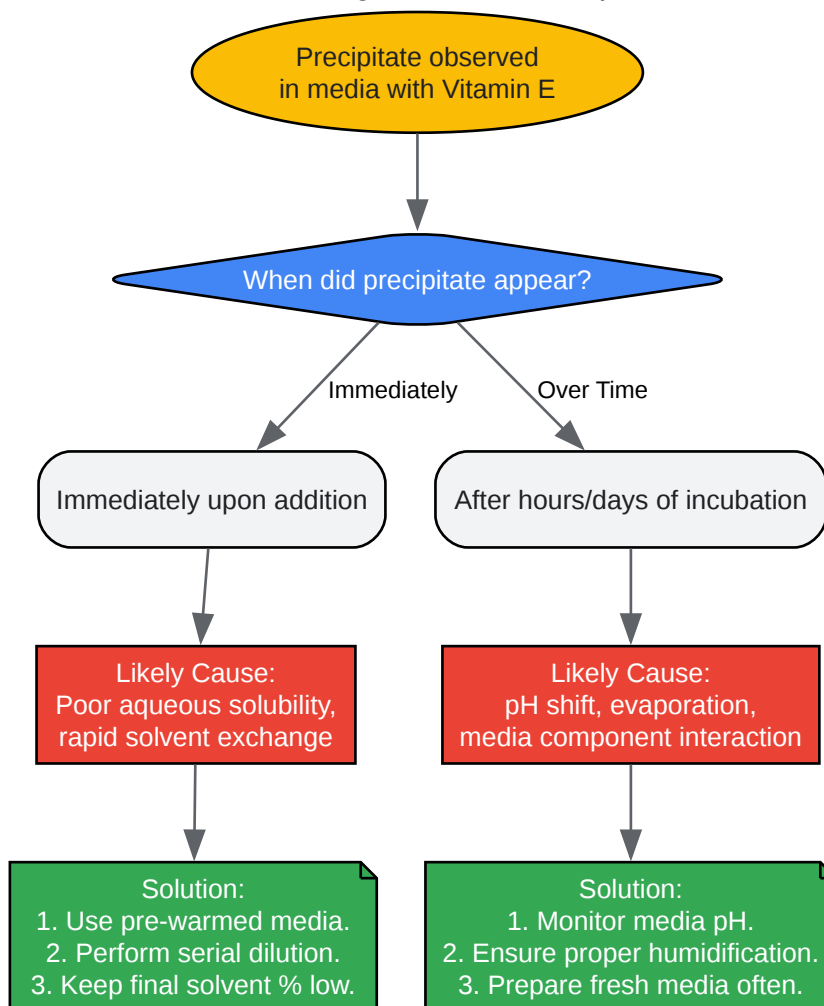 Precipitate observed
in media with Vitamin E
When did precipitate appear?
Immediately
Over Time
Immediately upon addition
After hours/days of incubation
Likely Cause:
Poor aqueous solubility,
rapid solvent exchange
Likely Cause:
pH shift, evaporation,
media component interaction
Solution:
1. Use pre-warmed media.
2. Perform serial dilution.
3. Keep final solvent % low.
Solution:
1. Monitor media pH.
2. Ensure proper humidification.
3. Prepare fresh media often.